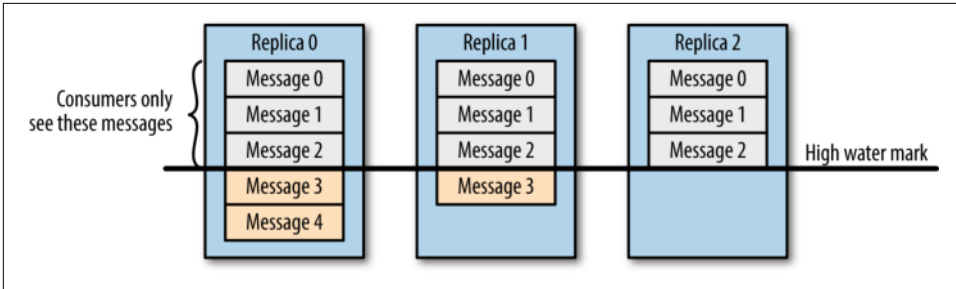 Replica 0
Replica 1
Replica 2
Consumers only
see these messages
Message 0
Message 1
Message 2
Message 3
Message 4
Message 0
Message 1
Message 2
Message 3
Message 0
Message 1
Message 2
High water mark